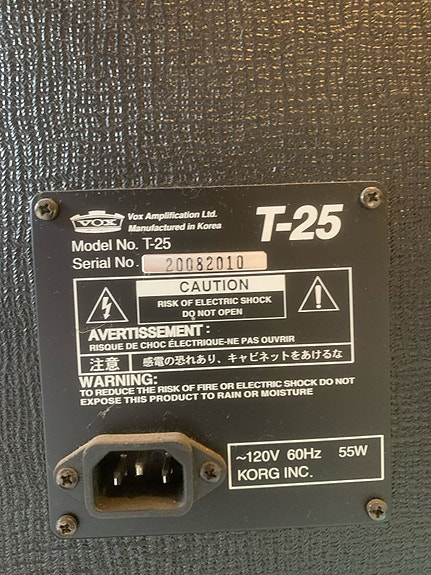 VOX
Vox Amplification Ltd.
Manufactured in Korea
T-25
Model No. T-25
Serial No. 20082010
CAUTION
RISK OF ELECTRIC SHOCK
DO NOT OPEN
AVERTISSEMENT :
RISQUE DE CHOC ÉLECTRIQUE-NE PAS OUVRIR
注意 感電の恐れあり、キャビネットをあけるな
WARNING:
TO REDUCE THE RISK OF FIRE OR ELECTRIC SHOCK DO NOT
EXPOSE THIS PRODUCT TO RAIN OR MOISTURE
~120V 60Hz 55W
KORG INC.